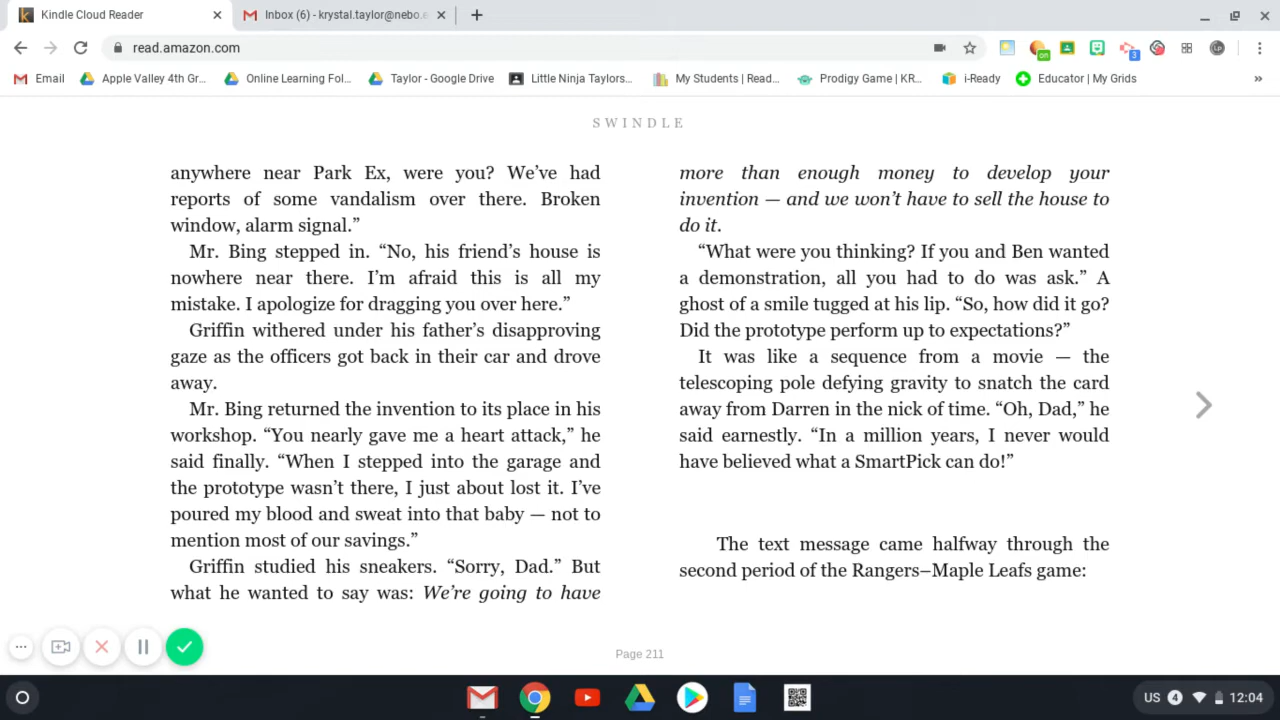 Kindle Cloud Reader
Inbox (6) - krystal.taylor@nebo.e
read.amazon.com
on
3
LP
Email
Apple Valley 4th Gr...
Online Learning Fol...
Taylor - Google Drive
Little Ninja Taylors...
My Students | Read...
Prodigy Game | KR...
i-Ready
Educator | My Grids
»
SWINDLE
anywhere near Park Ex, were you? We’ve had
reports of some vandalism over there. Broken
window, alarm signal.”
Mr. Bing stepped in. “No, his friend’s house is
nowhere near there. I’m afraid this is all my
mistake. I apologize for dragging you over here.”
Griffin withered under his father’s disapproving
gaze as the officers got back in their car and drove
away.
Mr. Bing returned the invention to its place in his
workshop. “You nearly gave me a heart attack,” he
said finally. “When I stepped into the garage and
the prototype wasn’t there, I just about lost it. I’ve
poured my blood and sweat into that baby — not to
mention most of our savings.”
Griffin studied his sneakers. “Sorry, Dad.” But
what he wanted to say was: We’re going to have
more than enough money to develop your
invention — and we won’t have to sell the house to
do it.
“What were you thinking? If you and Ben wanted
a demonstration, all you had to do was ask.” A
ghost of a smile tugged at his lip. “So, how did it go?
Did the prototype perform up to expectations?”
It was like a sequence from a movie — the
telescoping pole defying gravity to snatch the card
away from Darren in the nick of time. “Oh, Dad,” he
said earnestly. “In a million years, I never would
have believed what a SmartPick can do!”
The text message came halfway through the
second period of the Rangers–Maple Leafs game:
Page 211
US 4 12:04